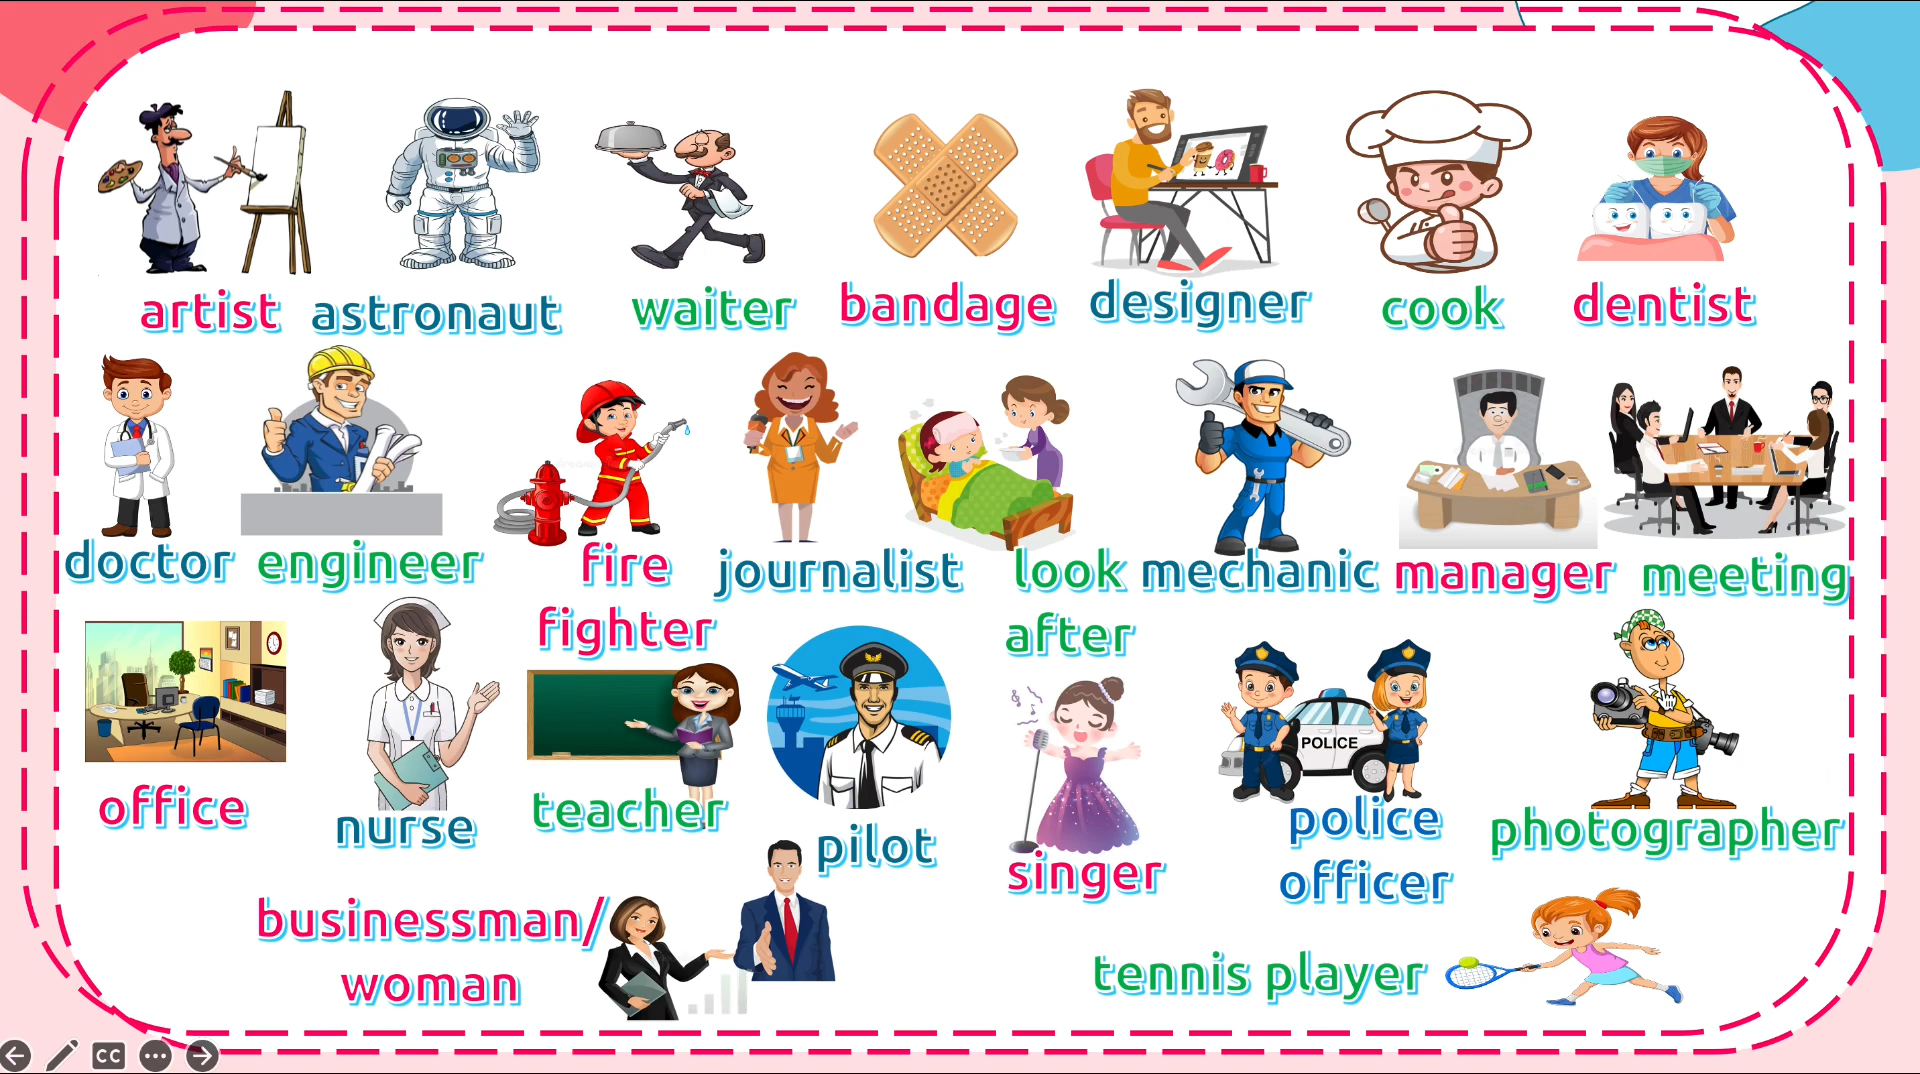 artist
astronaut
waiter
bandage
designer
cook
dentist
doctor
engineer
fire
fighter
journalist
look
after
mechanic
manager
meeting
office
nurse
teacher
pilot
singer
POLICE
police
officer
photographer
businessman/
woman
tennis player
CC